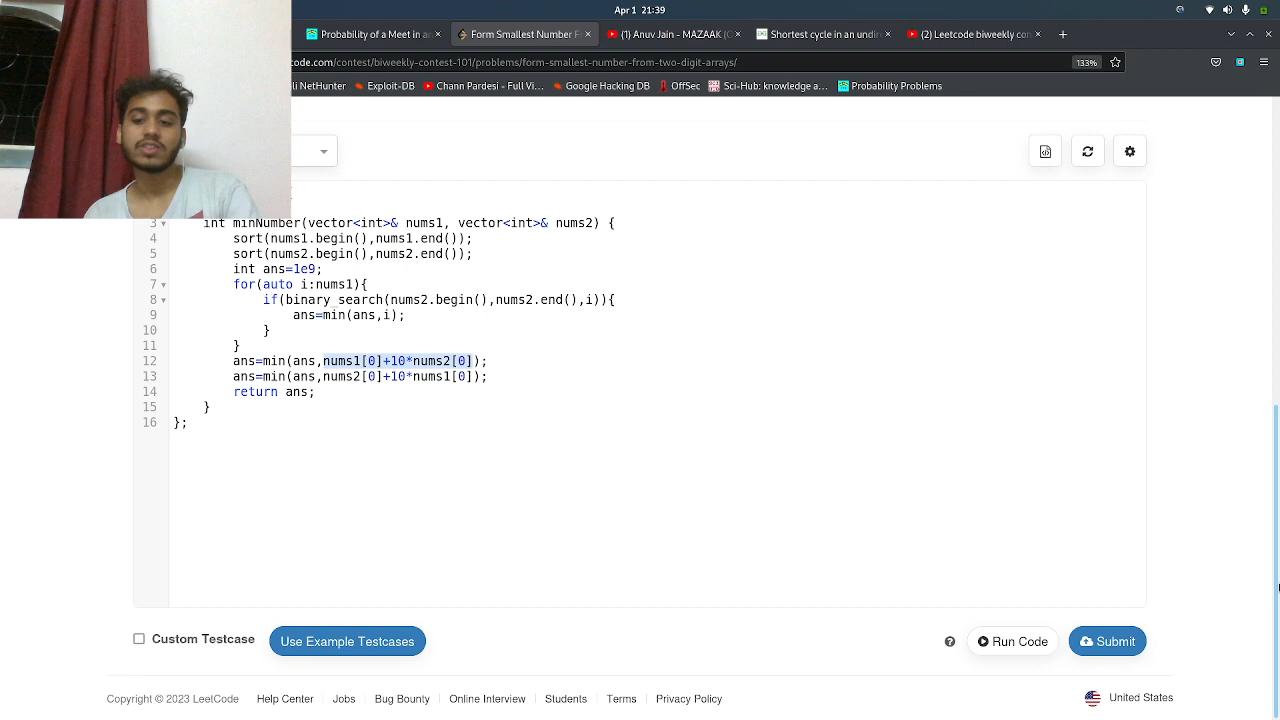 Apr 1 21:39
Probability of a Meet in an
Form Smallest Number F
(1) Anuv Jain - MAZAAK (
Shortest cycle in an undire
(2) Leetcode biweekly con
code.com/contest/biweekly-contest-101/problems/form-smallest-number-from-two-digit-arrays/
133%
li NetHunter
Exploit-DB
Chann Pardesi - Full Vi...
Google Hacking DB
OffSec
Sci-Hub: knowledge a...
Probability Problems
3 int minNumber(vector<int>& nums1, vector<int>& nums2) {
4 sort(nums1.begin(),nums1.end());
5 sort(nums2.begin(),nums2.end());
6 int ans=1e9;
7 for(auto i:nums1){
8 if(binary_search(nums2.begin(),nums2.end(),i)){
9 ans=min(ans,i);
10 }
11 }
12 ans=min(ans,nums1[0]+10*nums2[0]);
13 ans=min(ans,nums2[0]+10*nums1[0]);
14 return ans;
15 }
16 };
Custom Testcase
Use Example Testcases
Run Code
Submit
Copyright © 2023 LeetCode
Help Center
Jobs
Bug Bounty
Online Interview
Students
Terms
Privacy Policy
United States